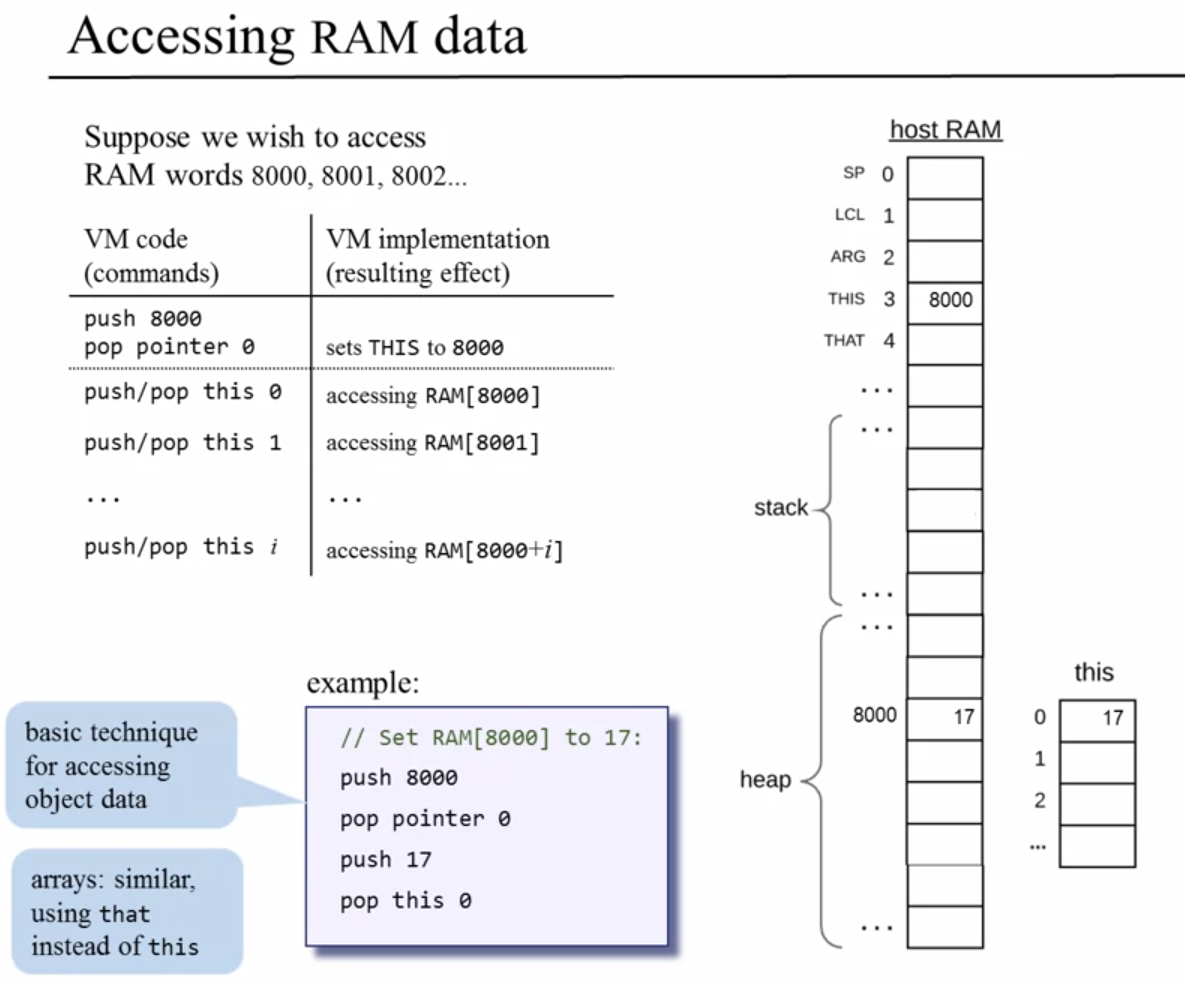 Accessing RAM data
Suppose we wish to access
RAM words 8000, 8001, 8002...
VM code
(commands)
VM implementation
(resulting effect)
push 8000
pop pointer 0
sets THIS to 8000
push/pop this 0
accessing RAM[8000]
push/pop this 1
accessing RAM[8001]
...
...
push/pop this i
accessing RAM[8000+i]
example:
// Set RAM[8000] to 17:
push 8000
pop pointer 0
push 17
pop this 0
basic technique
for accessing
object data
arrays: similar,
using that
instead of this
host RAM
SP 0
LCL 1
ARG 2
THIS 3 8000
THAT 4
...
...
stack
...
...
8000 17
heap
...
this
0 17
1
2
...